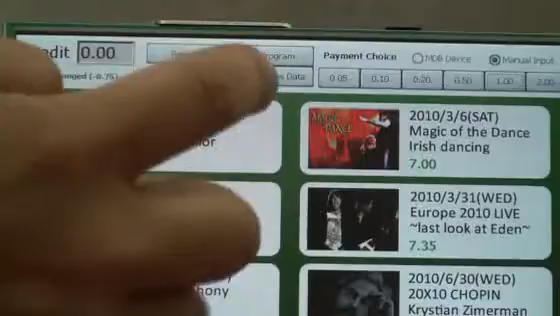 edit 0.00
Payment Choice MDB Device Manual Input
nged (-0.75)
Data
0.05 0.10 0.20 0.50 1.00 2.00
2010/3/6(SAT)
Magic of the Dance
Irish dancing
7.00
MAGIC
DANCE
2010/3/31(WED)
Europe 2010 LIVE
~last look at Eden~
7.35
2010/6/30(WED)
20X10 CHOPIN
Krystian Zimerman
hony